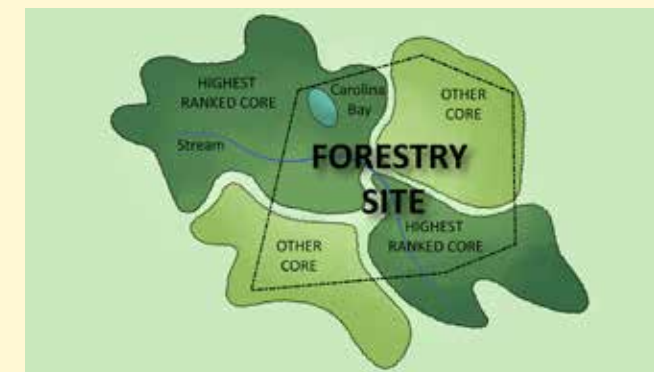 HIGHEST
RANKED CORE
Carolina
Bay
OTHER
CORE
Stream
FORESTRY
SITE
HIGHEST
RANKED CORE
OTHER
CORE